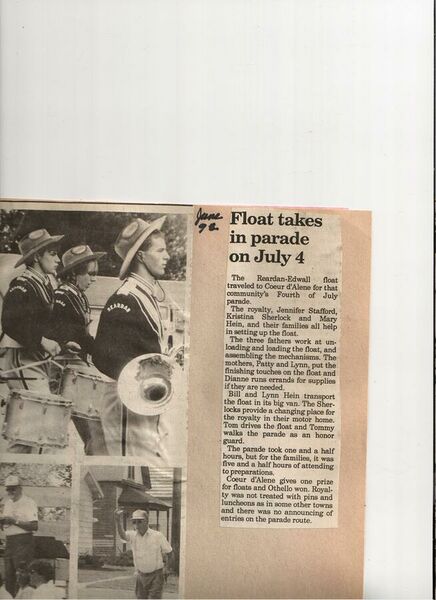 June
92
Float takes
in parade
on July 4
The Reardan-Edwall float
traveled to Coeur d'Alene for that
community's Fourth of July
parade.
The royalty, Jennifer Stafford,
Kristina Sherlock and Mary
Hein, and their families all help
in setting up the float.
The three fathers work at un-
loading and loading the float, and
assembling the mechanisms. The
mothers, Patty and Lynn, put the
finishing touches on the float and
Dianne runs errands for supplies
if they are needed.
Bill and Lynn Hein transport
the float in its big van. The Sher-
locks provide a changing place for
the royalty in their motor home.
Tom drives the float and Tommy
walks the parade as an honor
guard.
The parade took one and a half
hours, but for the families, it was
five and a half hours of attending
to preparations.
Coeur d'Alene gives one prize
for floats and Othello won. Royal-
ty was not treated with pins and
luncheons as in some other towns
and there was no announcing of
entries on the parade route.
REARDAN